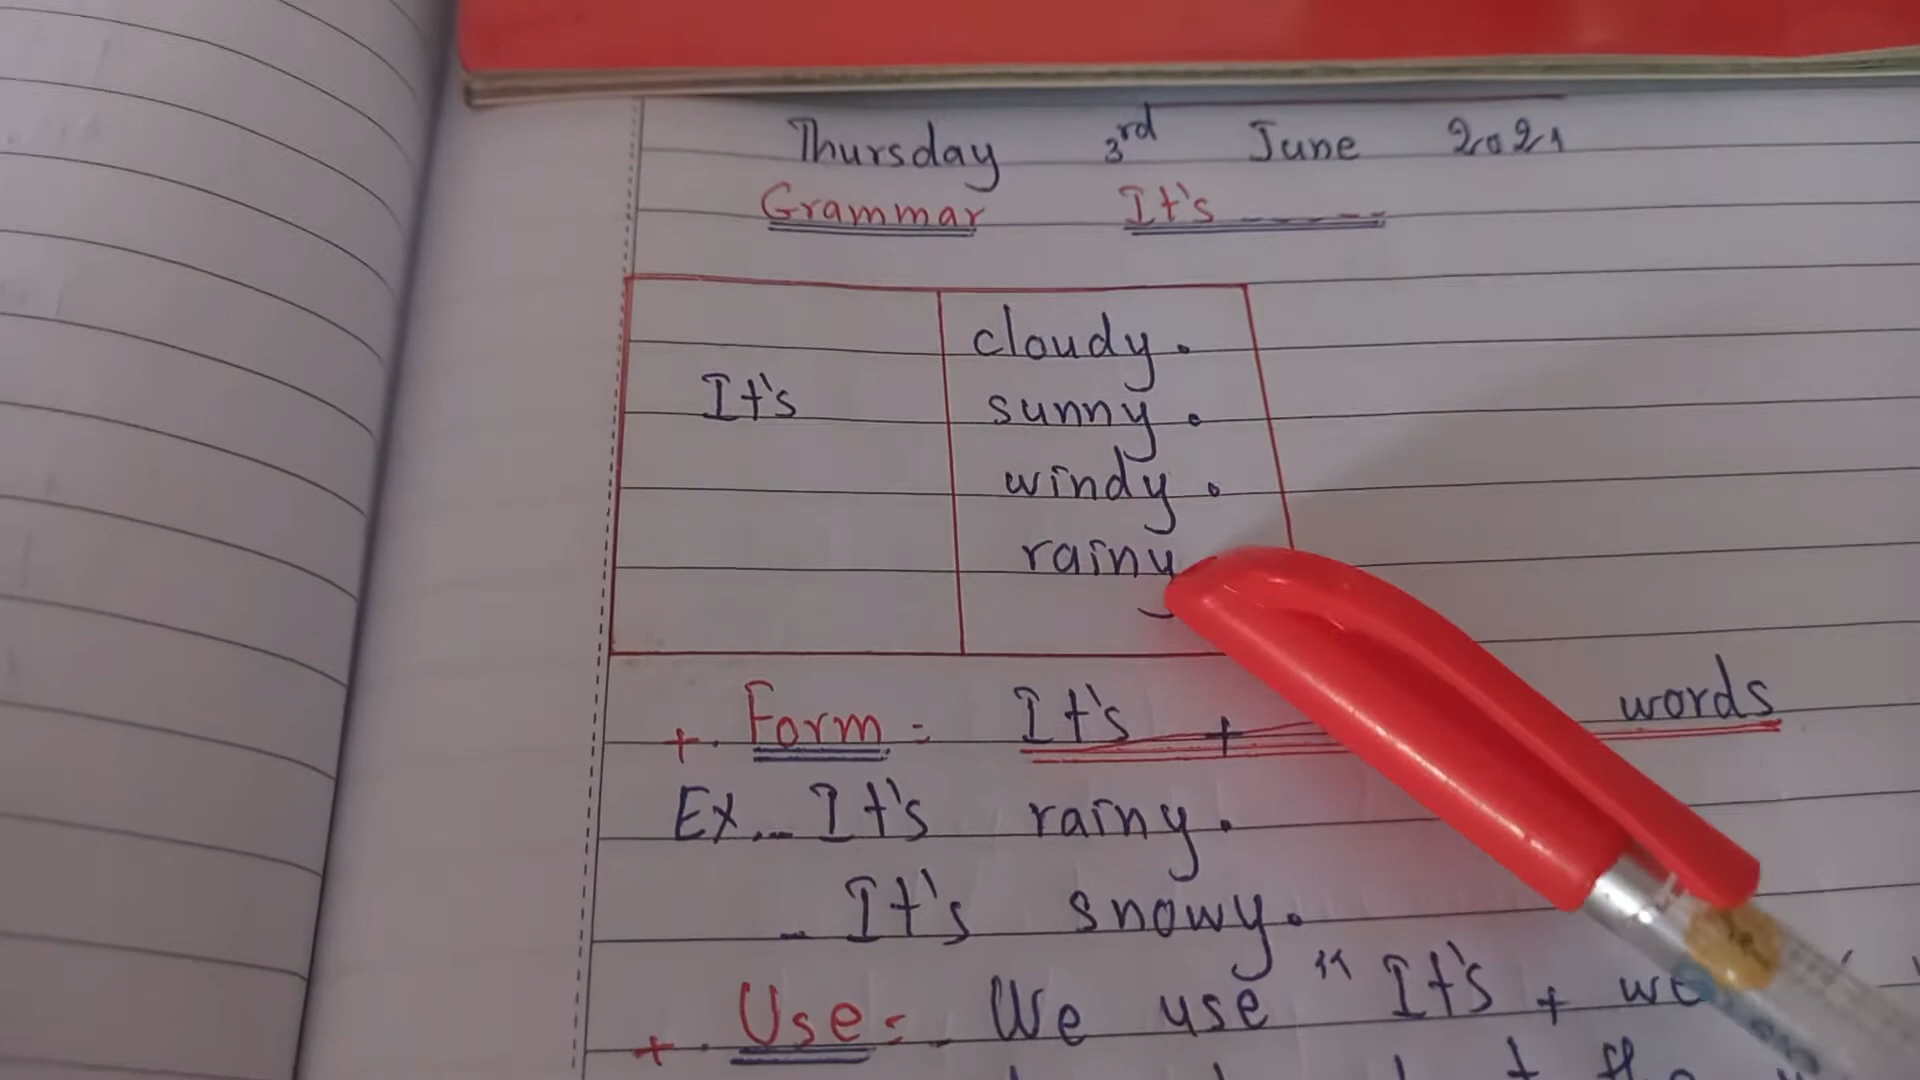 Thursday 3rd June 2021
Grammar It's _ _ _ _ _
cloudy.
It's
sunny.
windy.
rainy
+. Form = It's + words
Ex _ It's rainy.
_ It's snowy.
+. Use = We use " It's +